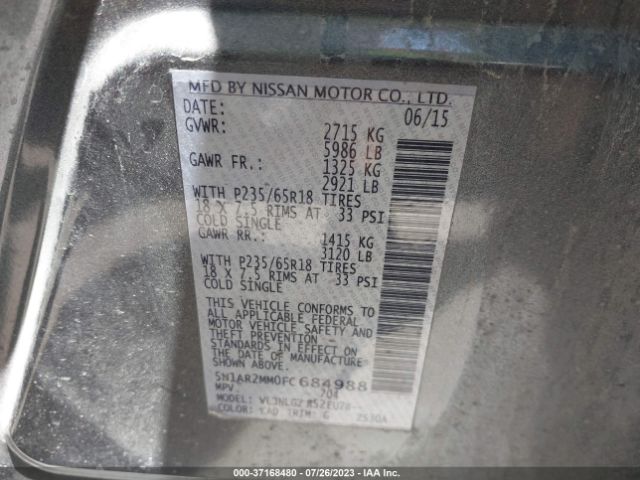 MFD BY NISSAN MOTOR CO., LTD.
DATE: 06/15
GVWR: 2715 KG
5986 LB
GAWR FR.: 1325 KG
2921 LB
WITH P235/65R18 TIRES
18 X 7.5 RIMS AT 33 PSI
COLD SINGLE
GAWR RR.: 1415 KG
3120 LB
WITH P235/65R18 TIRES
18 X 7.5 RIMS AT 33 PSI
COLD SINGLE
THIS VEHICLE CONFORMS TO
ALL APPLICABLE FEDERAL
MOTOR VEHICLE SAFETY AND
THEFT PREVENTION
STANDARDS IN EFFECT ON
THE DATE OF MANUFACTURE.
5N1AR2MM0FC684988
MPV 704
MODEL:
COLOR: KAD TRIM: G 2530A
000-37168480 - 07/26/2023 - IAA Inc.